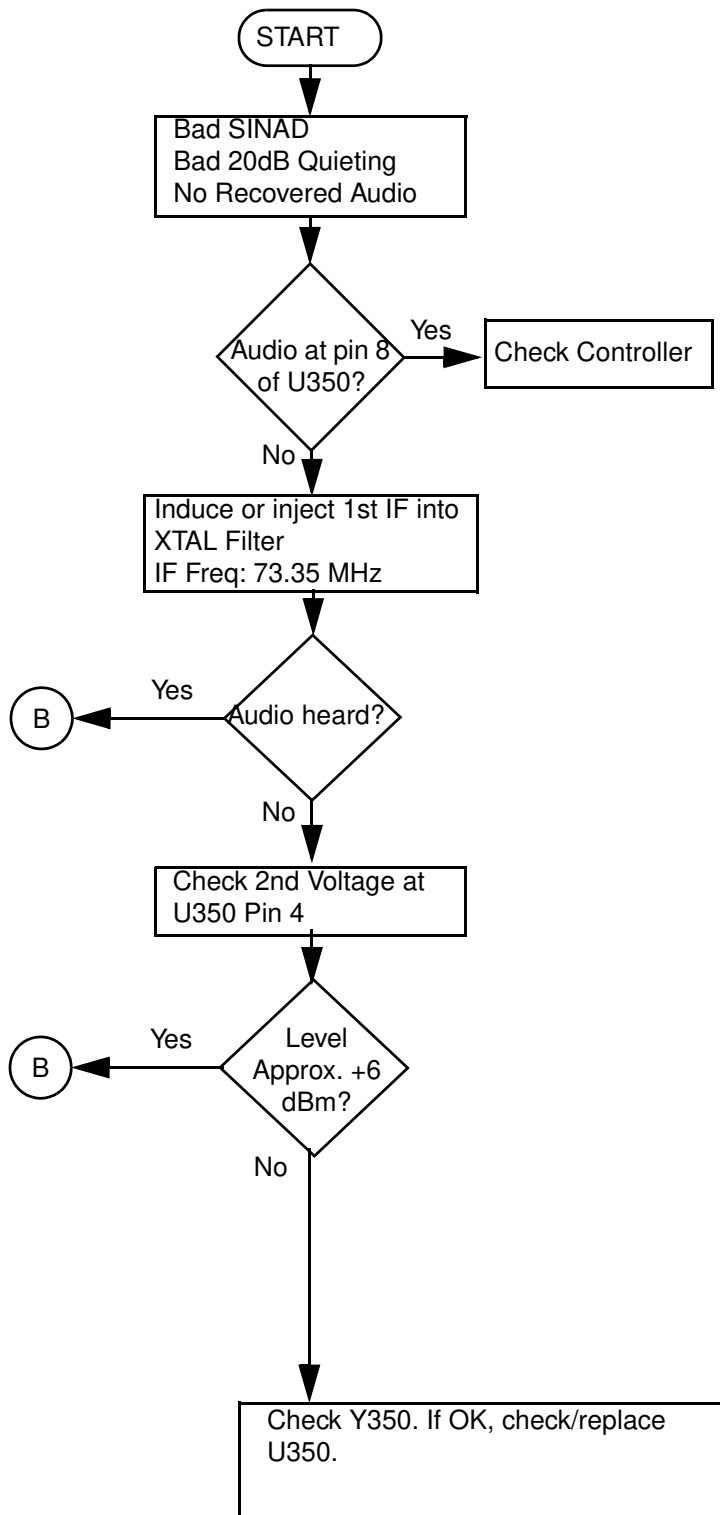 START
Bad SINAD
Bad 20dB Quieting
No Recovered Audio
Audio at pin 8
of U350?
Yes
Check Controller
No
Induce or inject 1st IF into
XTAL Filter
IF Freq: 73.35 MHz
Yes
B
Audio heard?
No
Check 2nd Voltage at
U350 Pin 4
Yes
B
Level
Approx. +6
dBm?
No
Check Y350. If OK, check/replace
U350.